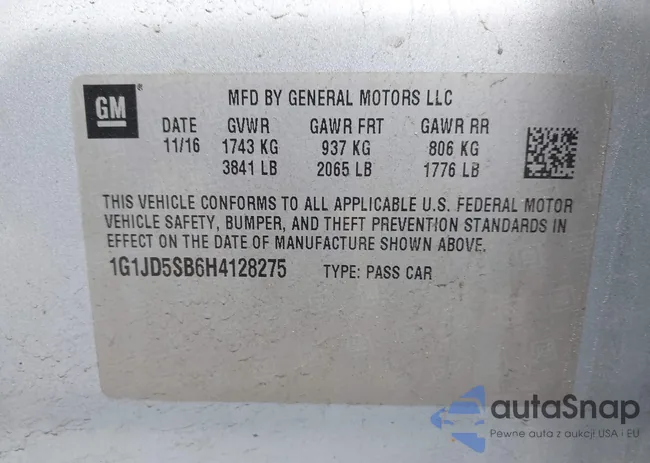 GM
MFD BY GENERAL MOTORS LLC
DATE GVWR GAWR FRT GAWR RR
11/16 1743 KG 937 KG 806 KG
3841 LB 2065 LB 1776 LB
THIS VEHICLE CONFORMS TO ALL APPLICABLE U.S. FEDERAL MOTOR
VEHICLE SAFETY, BUMPER, AND THEFT PREVENTION STANDARDS IN
EFFECT ON THE DATE OF MANUFACTURE SHOWN ABOVE.
1G1JD5SB6H4128275 TYPE: PASS CAR
autaSnap
Pewne auta z aukcji USA i EU